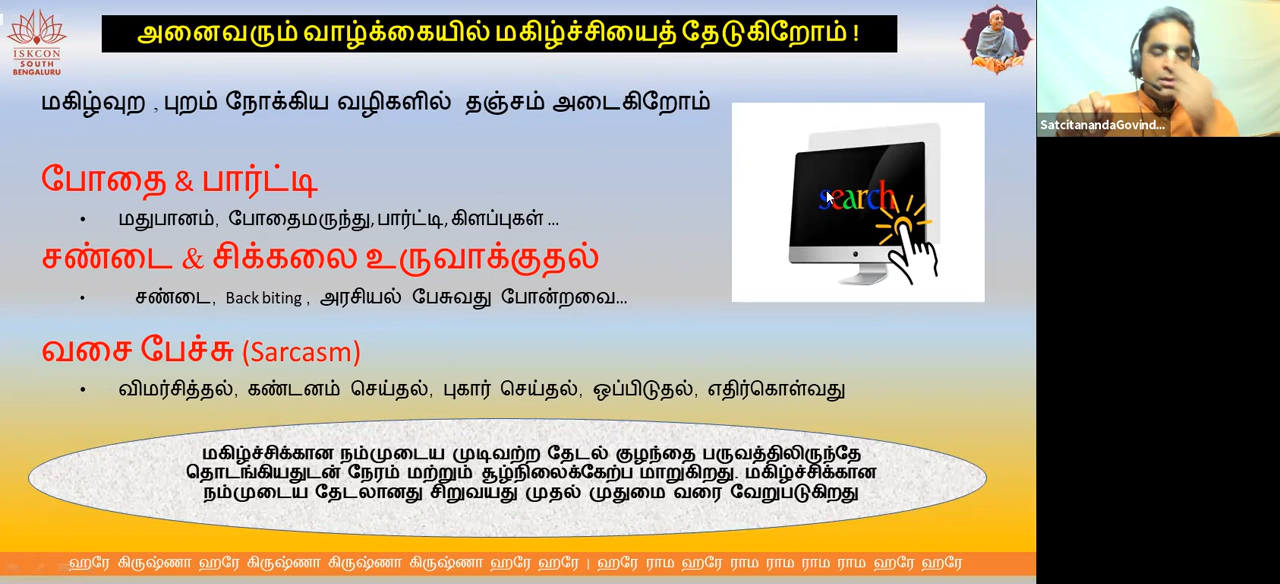 அனைவரும் வாழ்க்கையில் மகிழ்ச்சியைத் தேடுகிறோம் !
ISKCON
SOUTH
BENGALURU
மகிழ்வுற , புறம் நோக்கிய வழிகளில் தஞ்சம் அடைகிறோம்
போதை & பார்ட்டி
• மதுபானம், போதைமருந்து,பார்ட்டி,கிளப்புகள் ...
search
சண்டை & சிக்கலை உருவாக்குதல்
• சண்டை, Back biting , அரசியல் பேசுவது போன்றவை...
வசை பேச்சு (Sarcasm)
• விமர்சித்தல், கண்டனம் செய்தல், புகார் செய்தல், ஒப்பிடுதல், எதிர்கொள்வது
மகிழ்ச்சிக்கான நம்முடைய முடிவற்ற தேடல் குழந்தை பருவத்திலிருந்தே
தொடங்கியதுடன் நேரம் மற்றும் சூழ்நிலைக்கேற்ப மாறுகிறது. மகிழ்ச்சிக்கான
நம்முடைய தேடலானது சிறுவயது முதல் முதுமை வரை வேறுபடுகிறது
ஹரே கிருஷ்ணா ஹரே கிருஷ்ணா கிருஷ்ணா கிருஷ்ணா ஹரே ஹரே | ஹரே ராம ஹரே ராம ராம ராம ஹரே ஹரே
SatcitanandaGovind...